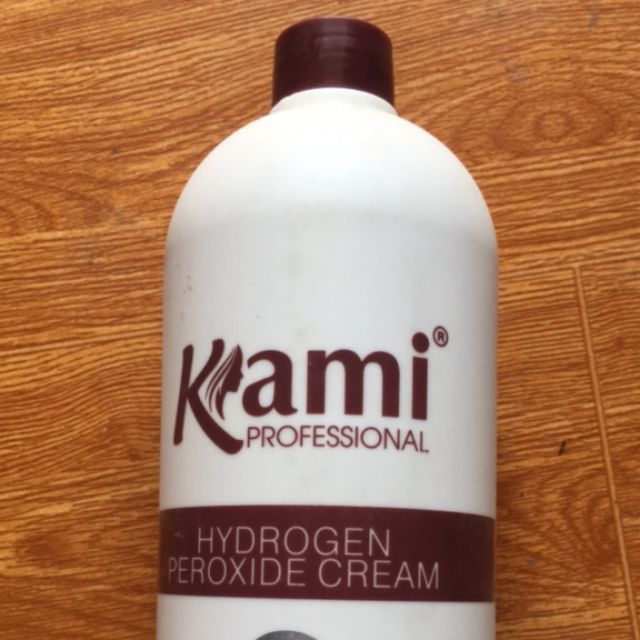 Kami®
PROFESSIONAL
HYDROGEN
PEROXIDE CREAM